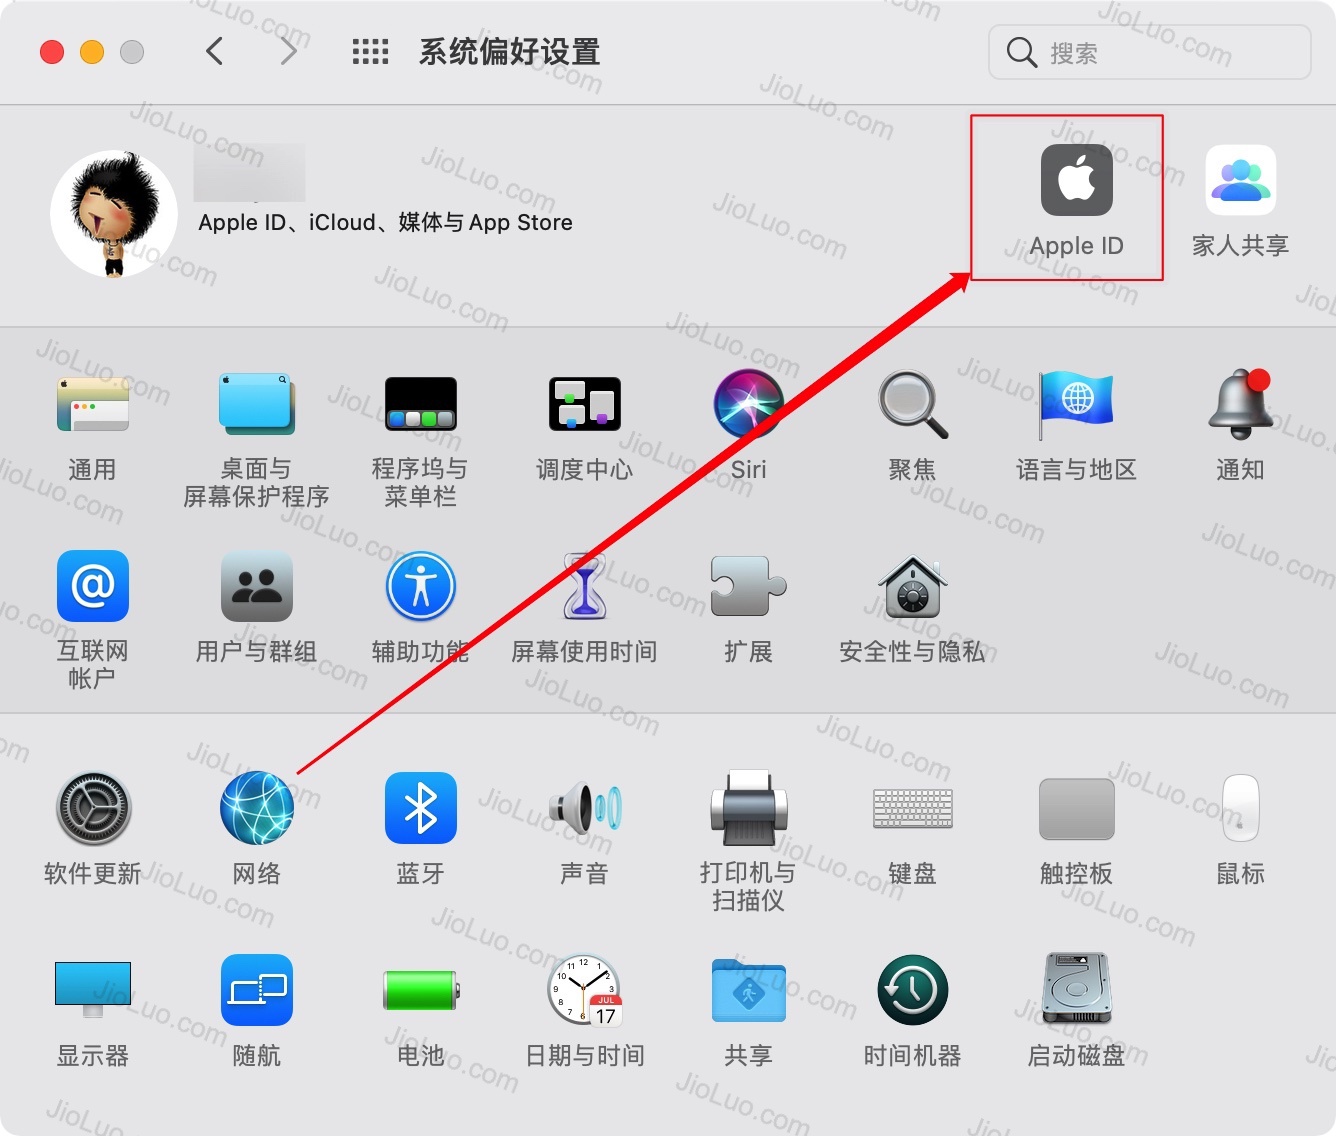 系统偏好设置
搜索
Apple ID、iCloud、媒体与 App Store
Apple ID
家人共享
通用
桌面与
屏幕保护程序
程序坞与
菜单栏
调度中心
Siri
聚焦
语言与地区
通知
互联网
帐户
用户与群组
辅助功能
屏幕使用时间
扩展
安全性与隐私
软件更新
网络
蓝牙
声音
打印机与
扫描仪
键盘
触控板
鼠标
显示器
随航
电池
JUL
17
日期与时间
共享
时间机器
启动磁盘
JioLuo.com